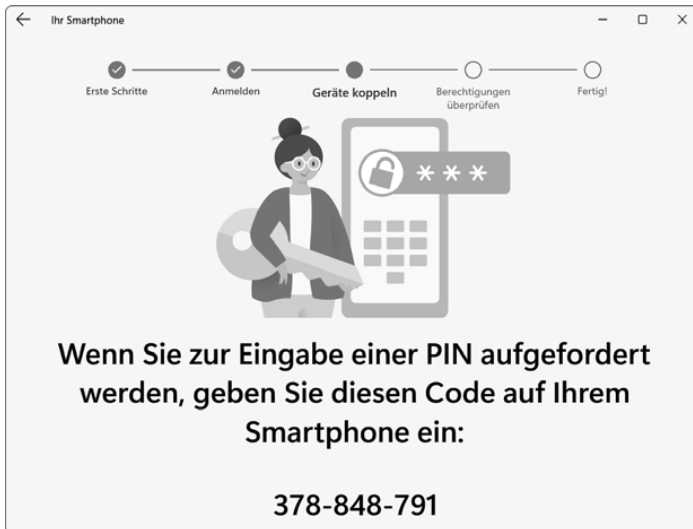 Ihr Smartphone
Erste Schritte
Anmelden
Geräte koppeln
Berechtigungen
überprüfen
Fertig!
***
Wenn Sie zur Eingabe einer PIN aufgefordert
werden, geben Sie diesen Code auf Ihrem
Smartphone ein:
378-848-791